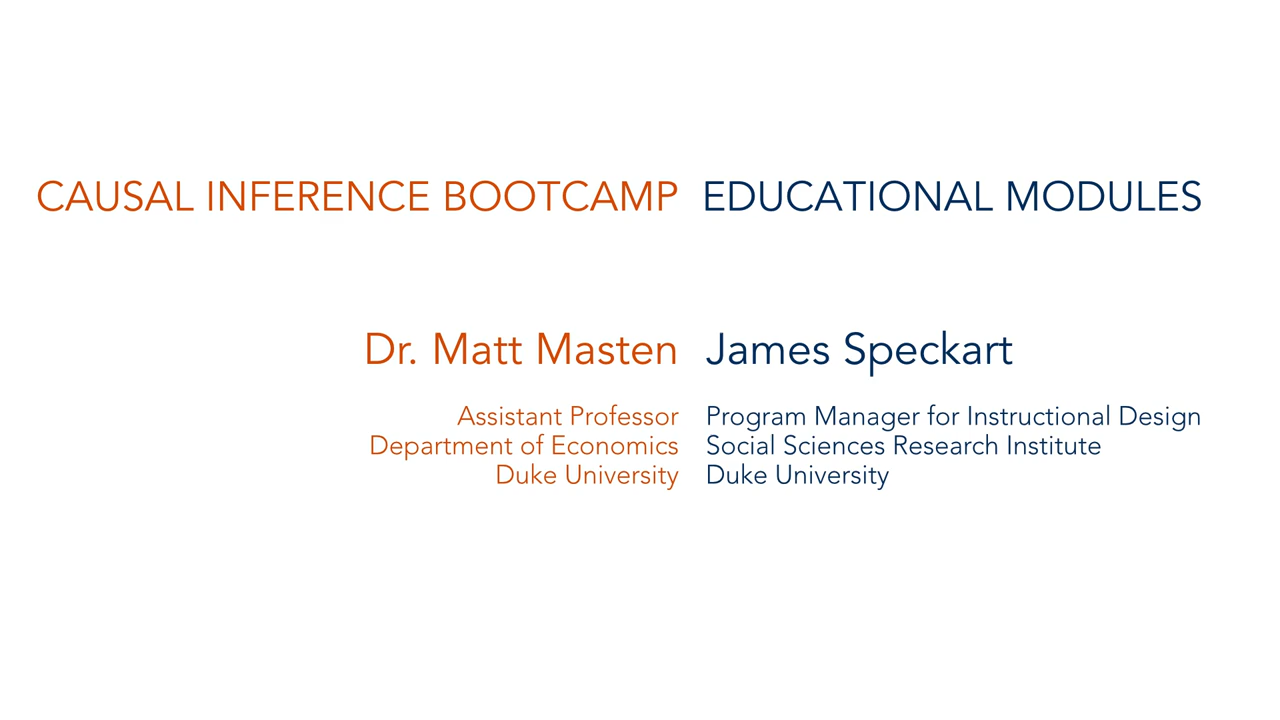 CAUSAL INFERENCE BOOTCAMP EDUCATIONAL MODULES
Dr. Matt Masten
Assistant Professor
Department of Economics
Duke University
James Speckart
Program Manager for Instructional Design
Social Sciences Research Institute
Duke University